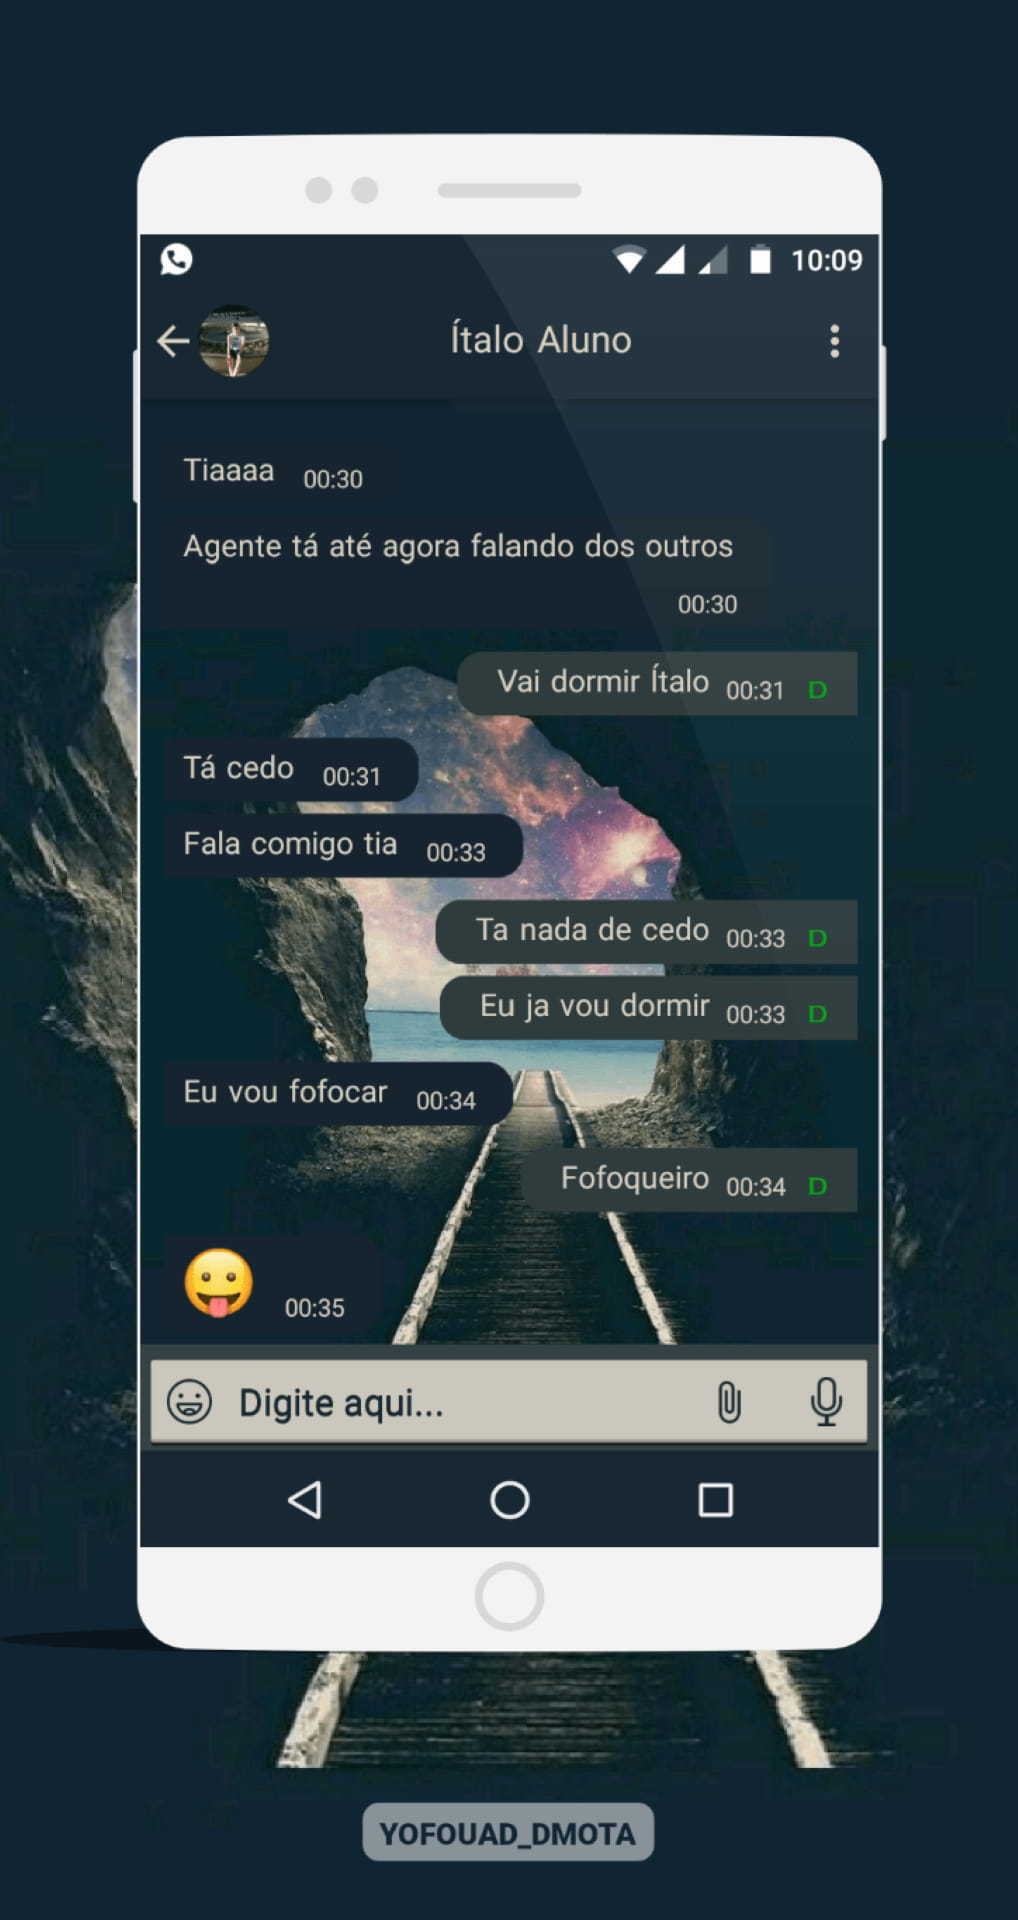 10:09
Ítalo Aluno
Tiaaaa 00:30
Agente tá até agora falando dos outros
00:30
Vai dormir Ítalo 00:31 D
Tá cedo 00:31
Fala comigo tia 00:33
Ta nada de cedo 00:33 D
Eu ja vou dormir 00:33 D
Eu vou fofocar 00:34
Fofoqueiro 00:34 D
00:35
Digite aqui...
YOFOUAD_DMOTA